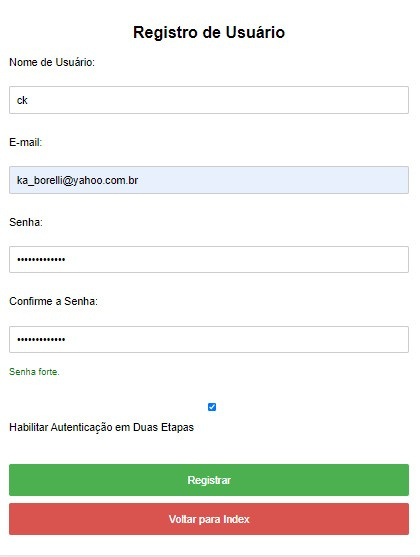 Registro de Usuário
Nome de Usuário:
ck
E-mail:
ka_borelli@yahoo.com.br
Senha:
•••••••••••••
Confirme a Senha:
•••••••••••••
Senha forte.
Habilitar Autenticação em Duas Etapas
Registrar
Voltar para Index